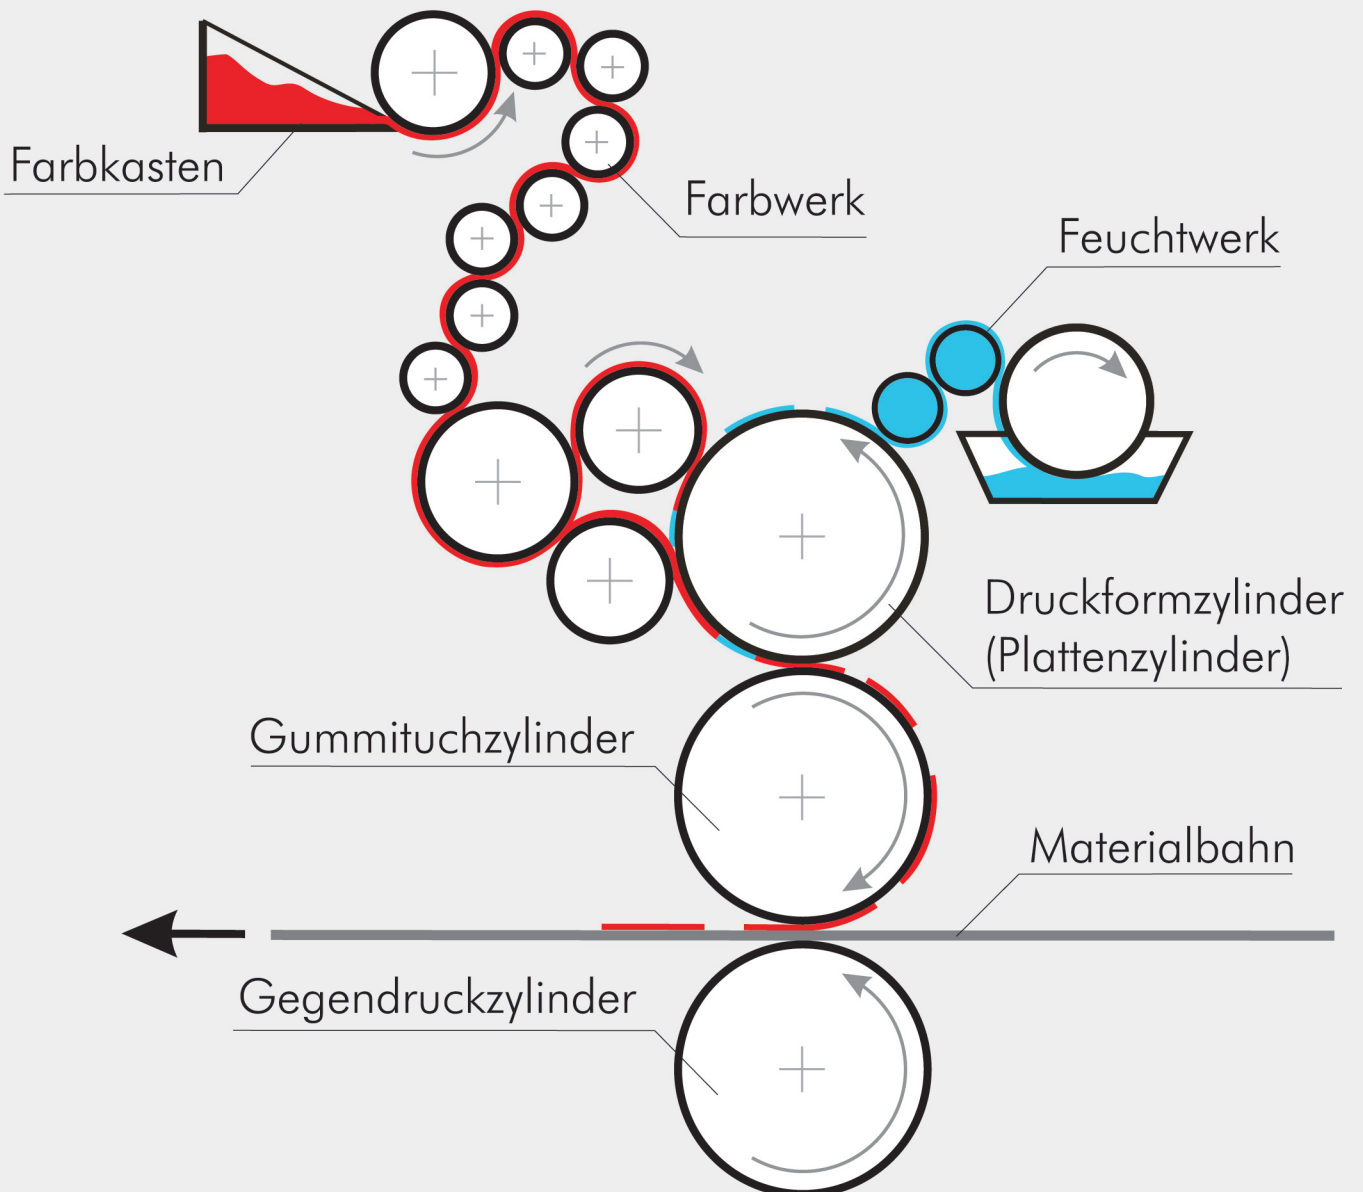 Farbkasten
Farbwerk
Feuchtwerk
Druckformzylinder
(Plattenzylinder)
Gummituchzylinder
Materialbahn
Gegendruckzylinder